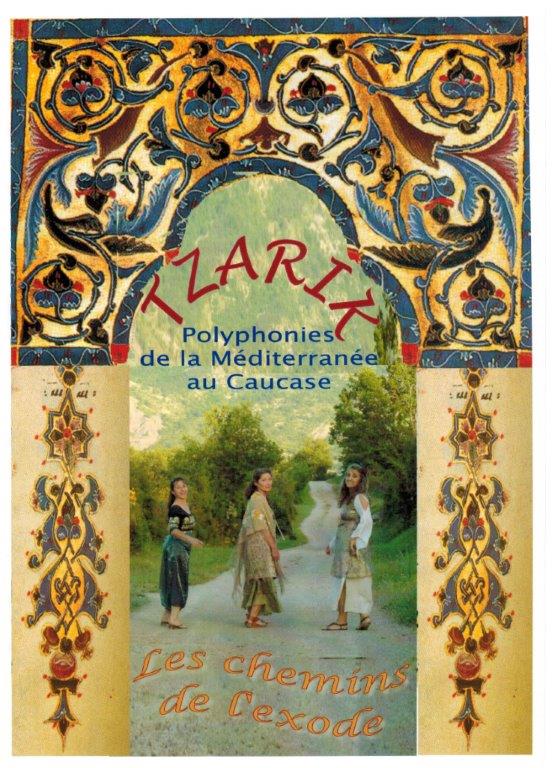 TZARIK
Polyphonies
de la Méditerranée
au Caucase
Les chemins
de l'exode